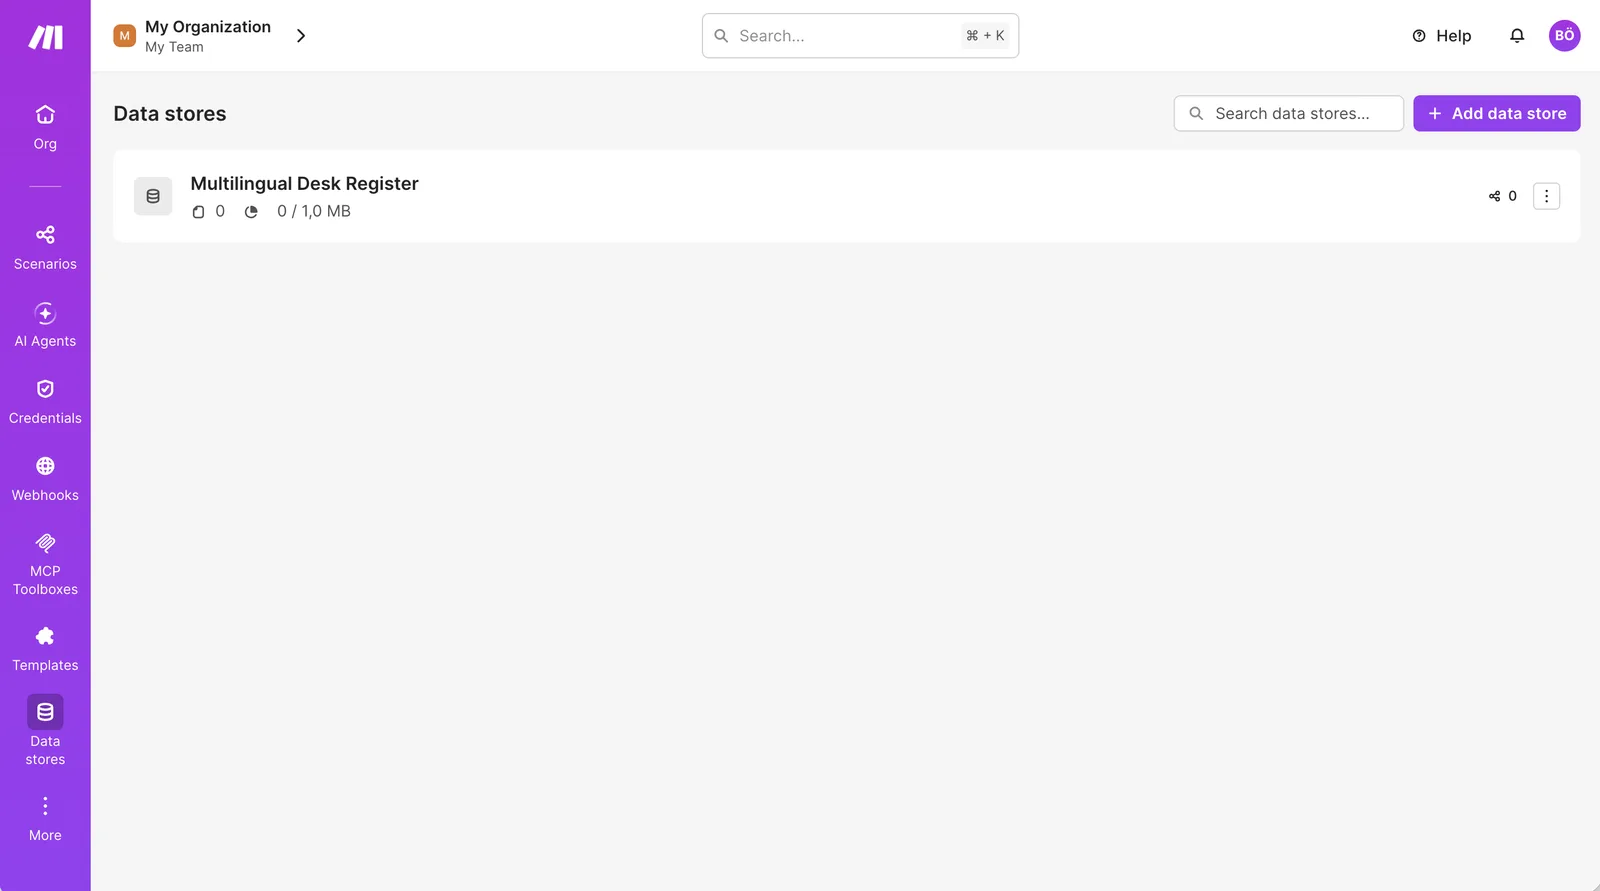 M
My Organization
My Team
Search...
⌘ + K
Help
BÖ
Org
Scenarios
AI Agents
Credentials
Webhooks
MCP
Toolboxes
Templates
Data
stores
More
Data stores
Search data stores...
+ Add data store
Multilingual Desk Register
0
0 / 1,0 MB
0